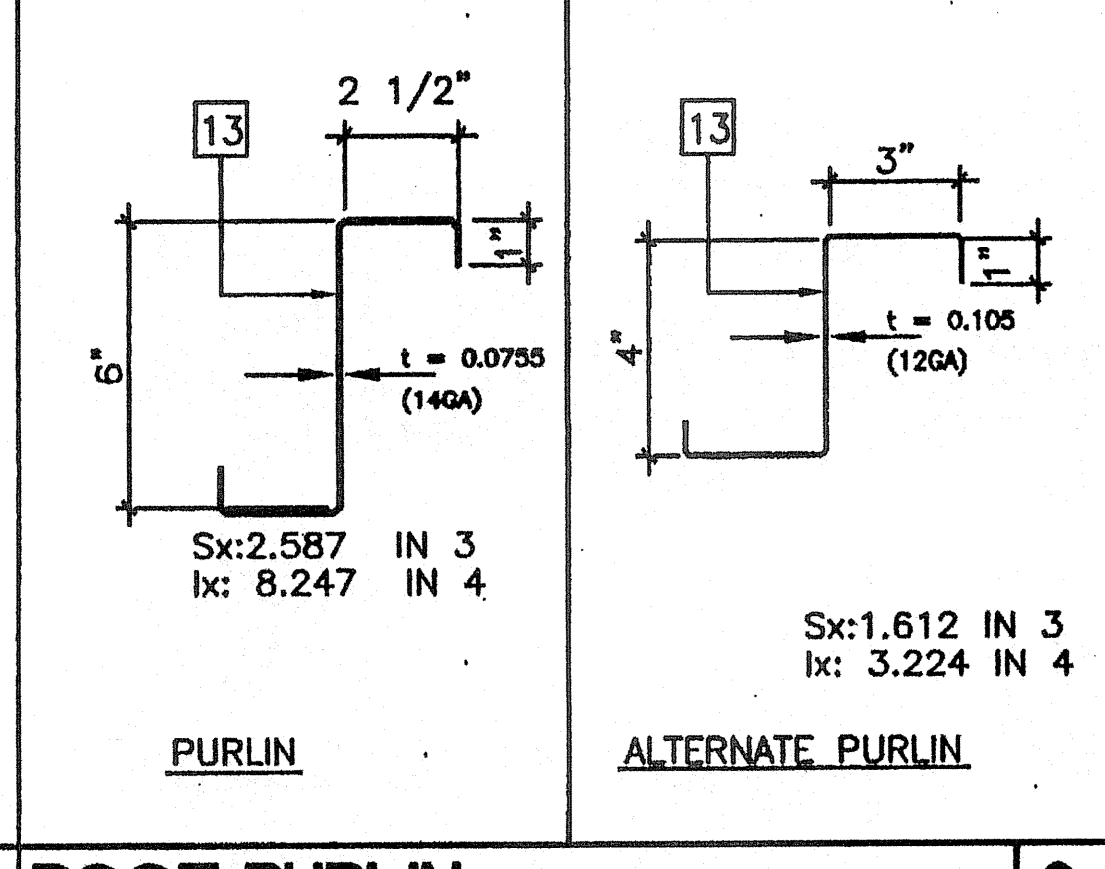 13
2 1/2"
1"
6"
t = 0.0755
(14GA)
Sx:2.587 IN 3
Ix: 8.247 IN 4
PURLIN
13
3"
1"
4"
t = 0.105
(12GA)
Sx:1.612 IN 3
Ix: 3.224 IN 4
ALTERNATE PURLIN
ROOF PURLIN